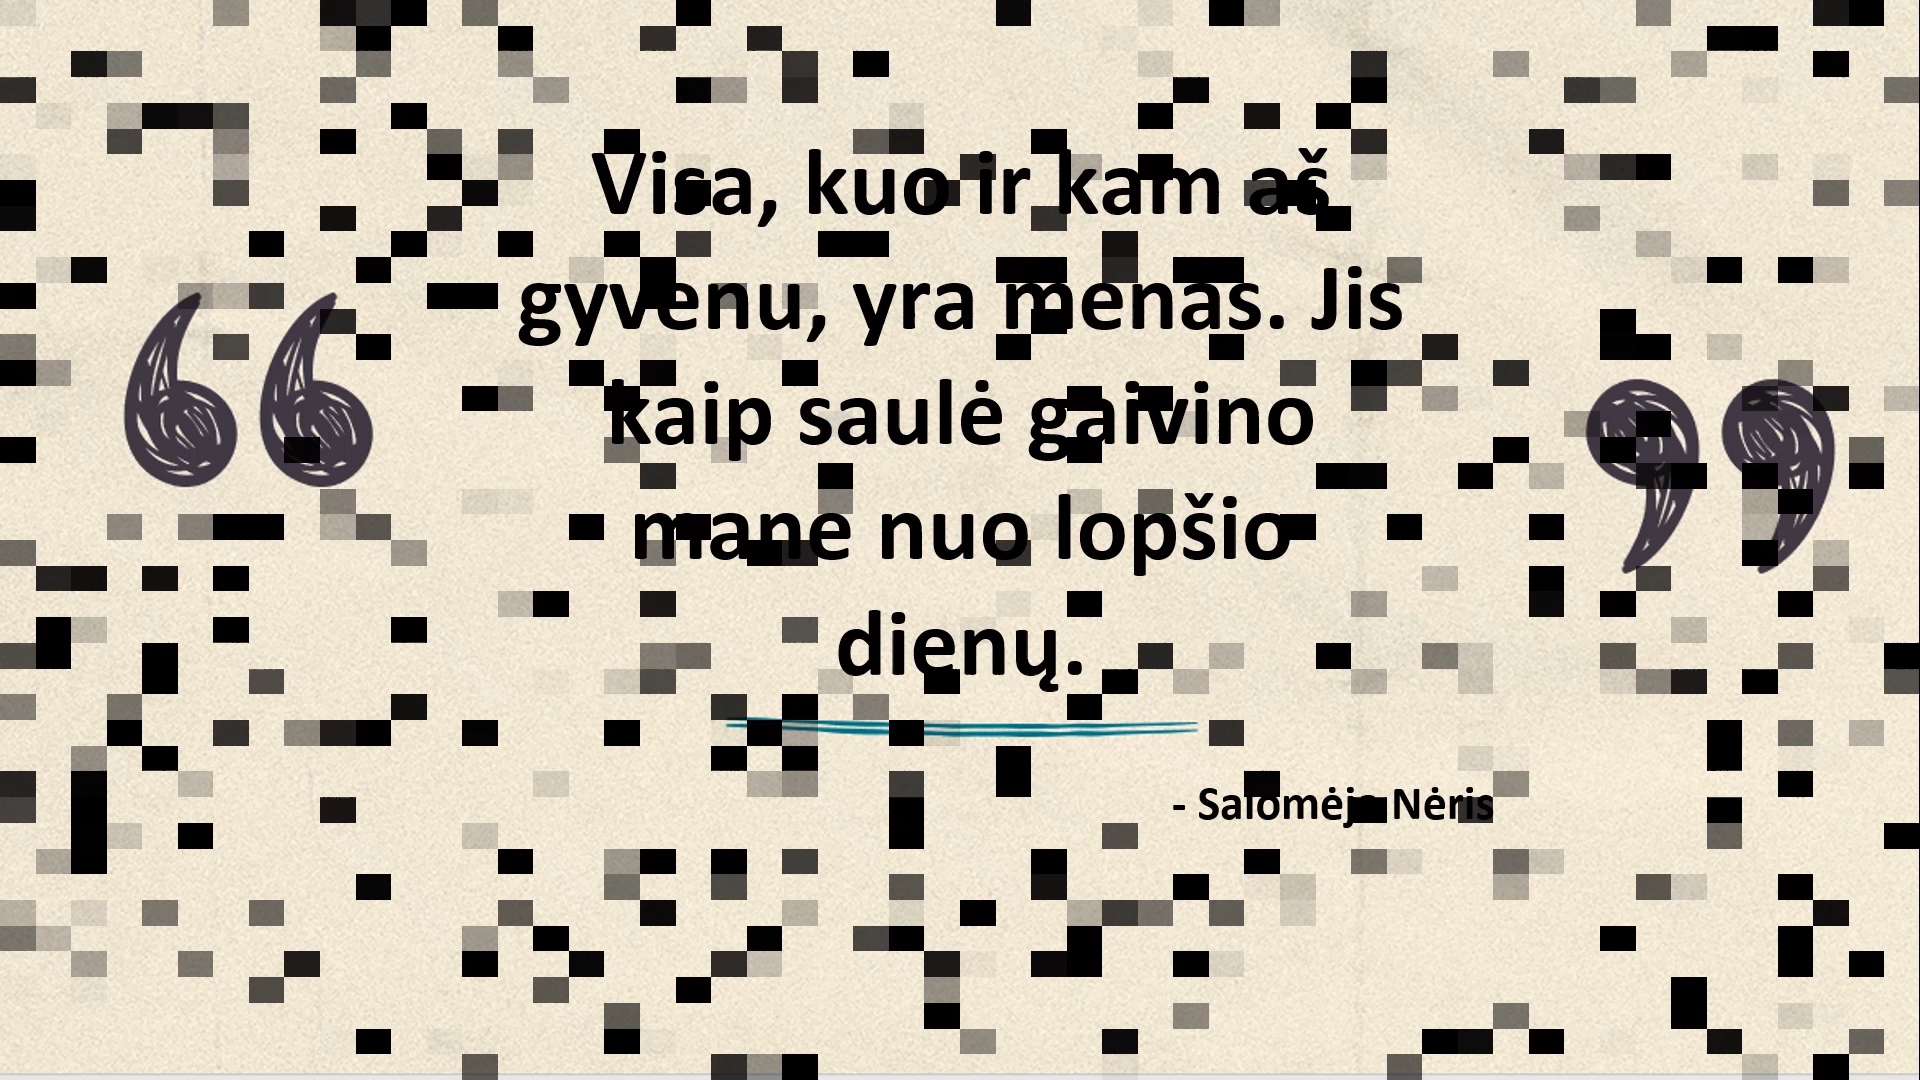 Visa, kuo ir kam aš
gyvenu, yra menas. Jis
kaip saulė gaivino
mane nuo lopšio
dienų.
- Salomėja Nėris